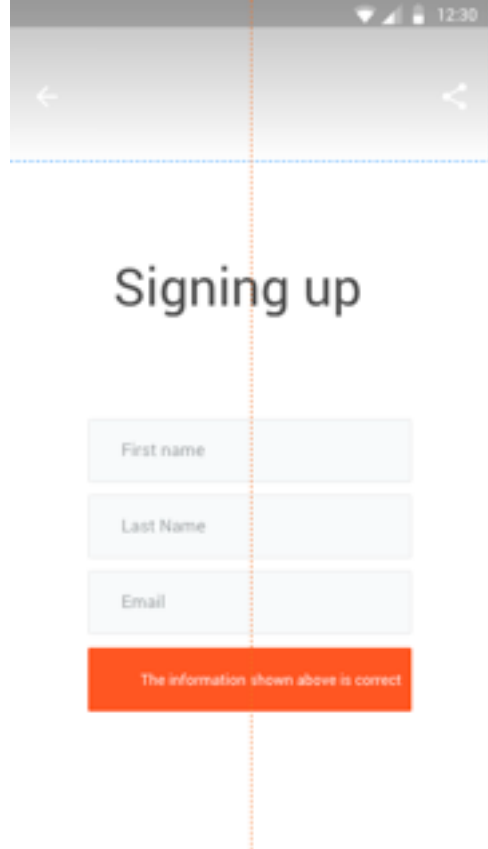 12:30
Signing up
First name
Last Name
Email
The information shown above is correct